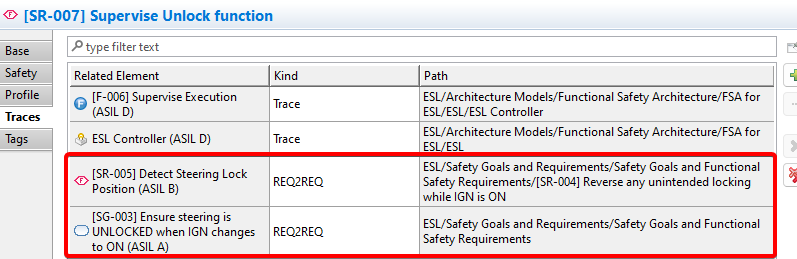 [SR-007] Supervise Unlock function
Base
Safety
Profile
Traces
Tags
type filter text
Related Element Kind Path
[F-006] Supervise Execution
(ASIL D)
Trace
ESL/Architecture Models/Functional Safety Architecture/FSA for
ESL/ESL/ESL Controller
ESL Controller (ASIL D)
Trace
ESL/Architecture Models/Functional Safety Architecture/FSA for
ESL/ESL
[SR-005] Detect Steering Lock
Position (ASIL B)
REQ2REQ
ESL/Safety Goals and Requirements/Safety Goals and Functional
Safety Requirements/[SR-004] Reverse any unintended locking
while IGN is ON
[SG-003] Ensure steering is
UNLOCKED when IGN changes
to ON (ASIL A)
REQ2REQ
ESL/Safety Goals and Requirements/Safety Goals and Functional
Safety Requirements